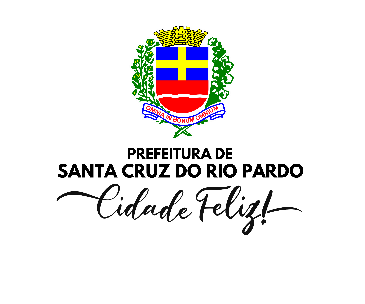 PREFEITURA DE
SANTA CRUZ DO RIO PARDO
Cidade Feliz!